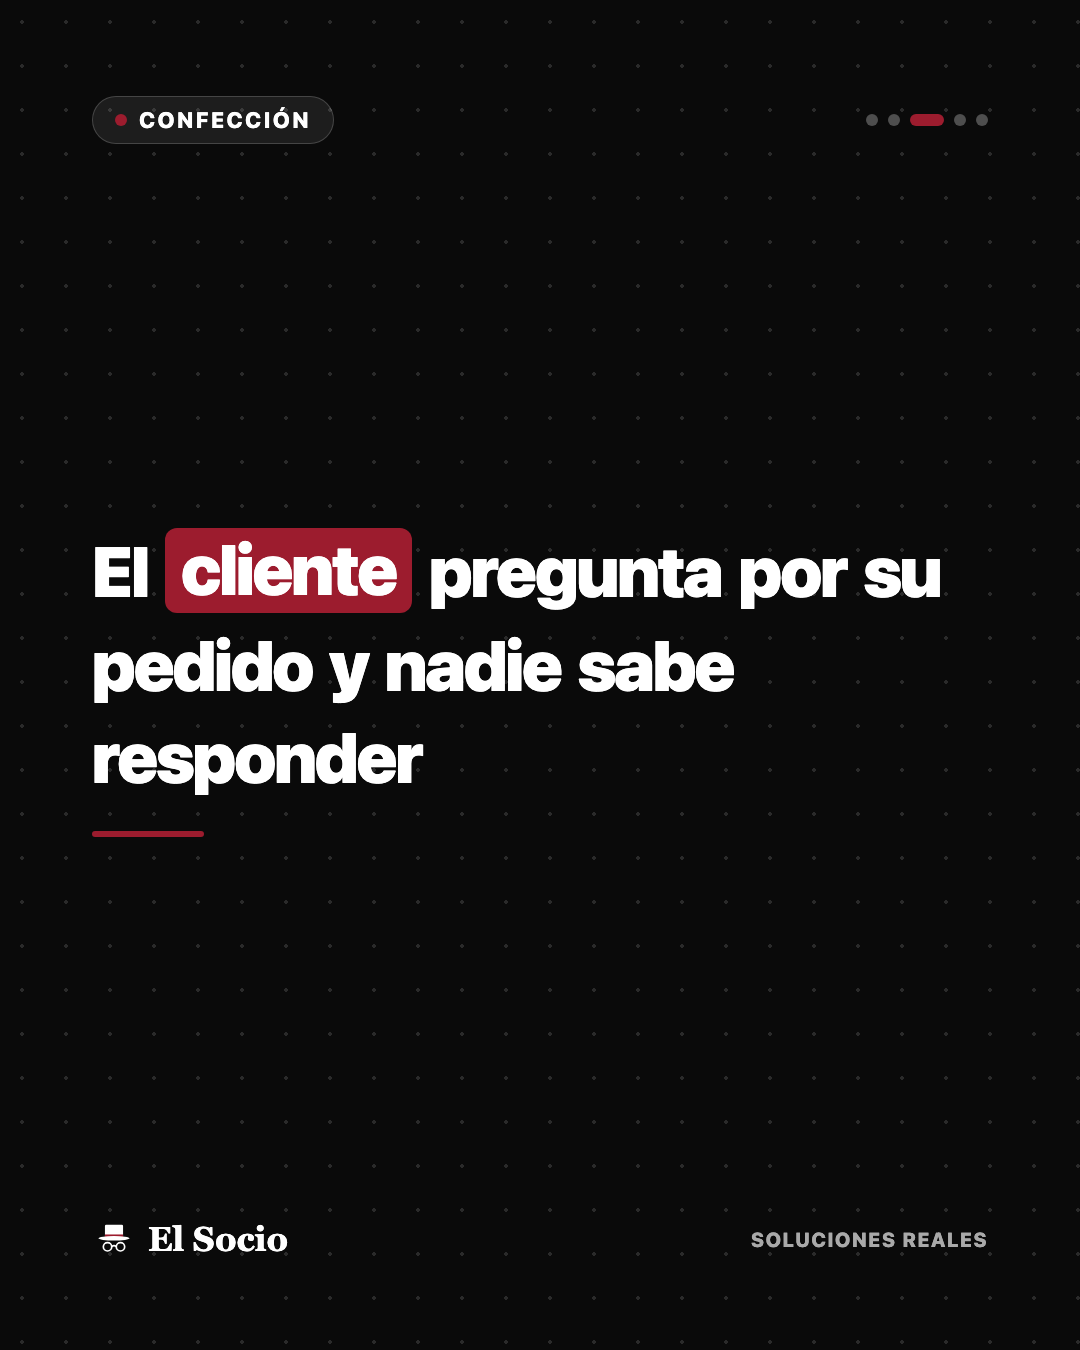 CONFECCIÓN
El cliente pregunta por su
pedido y nadie sabe
responder
El Socio
SOLUCIONES REALES